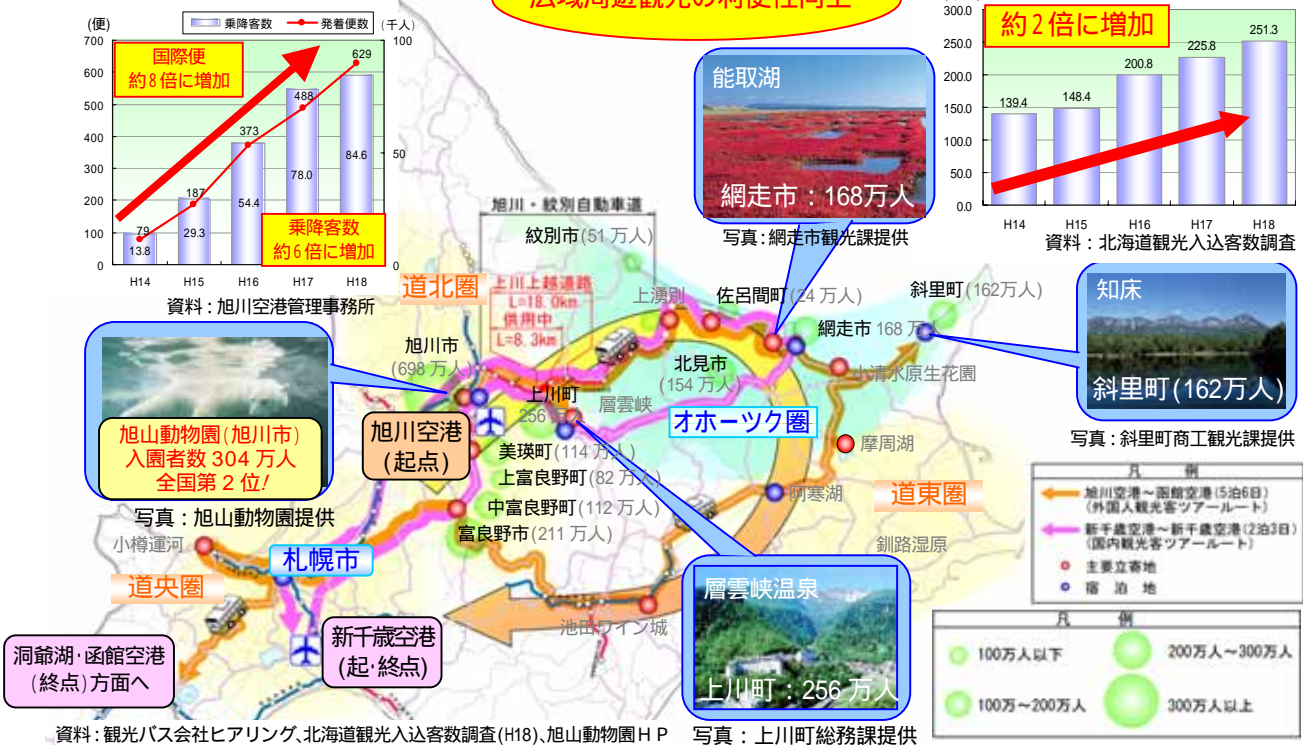 広域周遊観光の利便性向上
(便)
乗降客数
発着便数
(千人)
700
600
500
400
300
200
100
0
100
50
0
国際便
約8倍に増加
629
488
373
187
79
84.6
78.0
54.4
29.3
13.8
乗降客数
約6倍に増加
H14
H15
H16
H17
H18
資料：旭川空港管理事務所
300.0
250.0
200.0
150.0
100.0
50.0
0.0
約2倍に増加
139.4
148.4
200.8
225.8
251.3
H14
H15
H16
H17
H18
資料：北海道観光入込客数調査
能取湖
網走市：168万人
写真：網走市観光課提供
旭川・紋別自動車道
紋別市(51万人)
道北圏
上川上越道路
L=18.0km
供用中
L=8.3km
上湧別
佐呂間町(24万人)
斜里町(162万人)
網走市 168万人
知床
斜里町(162万人)
写真：斜里町商工観光課提供
旭川市
(698万人)
北見市
(154万人)
小清水原生花園
上川町
256万人
層雲峡
オホーツク圏
旭山動物園(旭川市)
入園者数304万人
全国第2位!
写真：旭山動物園提供
旭川空港
(起点)
美瑛町(114万人)
上富良野町(82万人)
中富良野町(112万人)
富良野市(211万人)
摩周湖
阿寒湖
道東圏
釧路湿原
小樽運河
札幌市
道央圏
池田ワイン城
層雲峡温泉
上川町：256万人
写真：上川町総務課提供
新千歳空港
(起・終点)
洞爺湖・函館空港
(終点)方面へ
凡 例
旭川空港～函館空港(5泊6日)
(外国人観光客ツアールート)
新千歳空港～新千歳空港(2泊3日)
(国内観光客ツアールート)
主要立寄地
宿泊地
凡 例
100万人以下
200万人～300万人
100万～200万人
300万人以上
資料：観光バス会社ヒアリング、北海道観光入込客数調査(H18)、旭山動物園ＨＰ